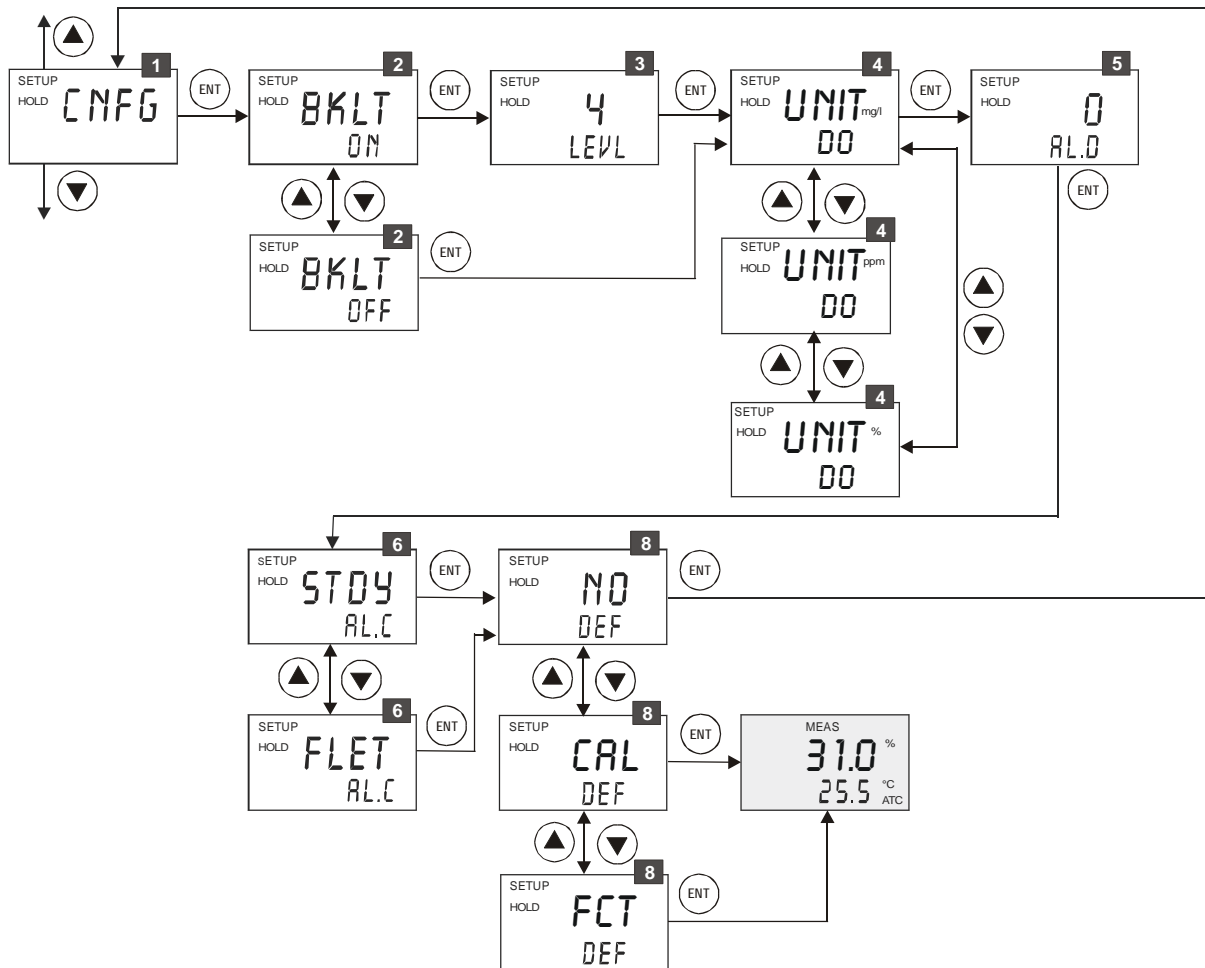 1
SETUP
HOLD
CNFG
ENT
2
SETUP
HOLD
BKLT
ON
ENT
3
SETUP
HOLD
4
LEVL
ENT
4
SETUP
HOLD
UNIT mg/l
DO
ENT
5
SETUP
HOLD
0
AL.D
ENT
2
SETUP
HOLD
BKLT
OFF
ENT
4
SETUP
HOLD
UNIT ppm
DO
4
SETUP
HOLD
UNIT %
DO
6
SETUP
HOLD
STDY
AL.C
ENT
8
SETUP
HOLD
NO
DEF
ENT
6
SETUP
HOLD
FLET
AL.C
ENT
8
SETUP
HOLD
CAL
DEF
ENT
MEAS
31.0 %
25.5 °C
ATC
8
SETUP
HOLD
FCT
DEF
ENT